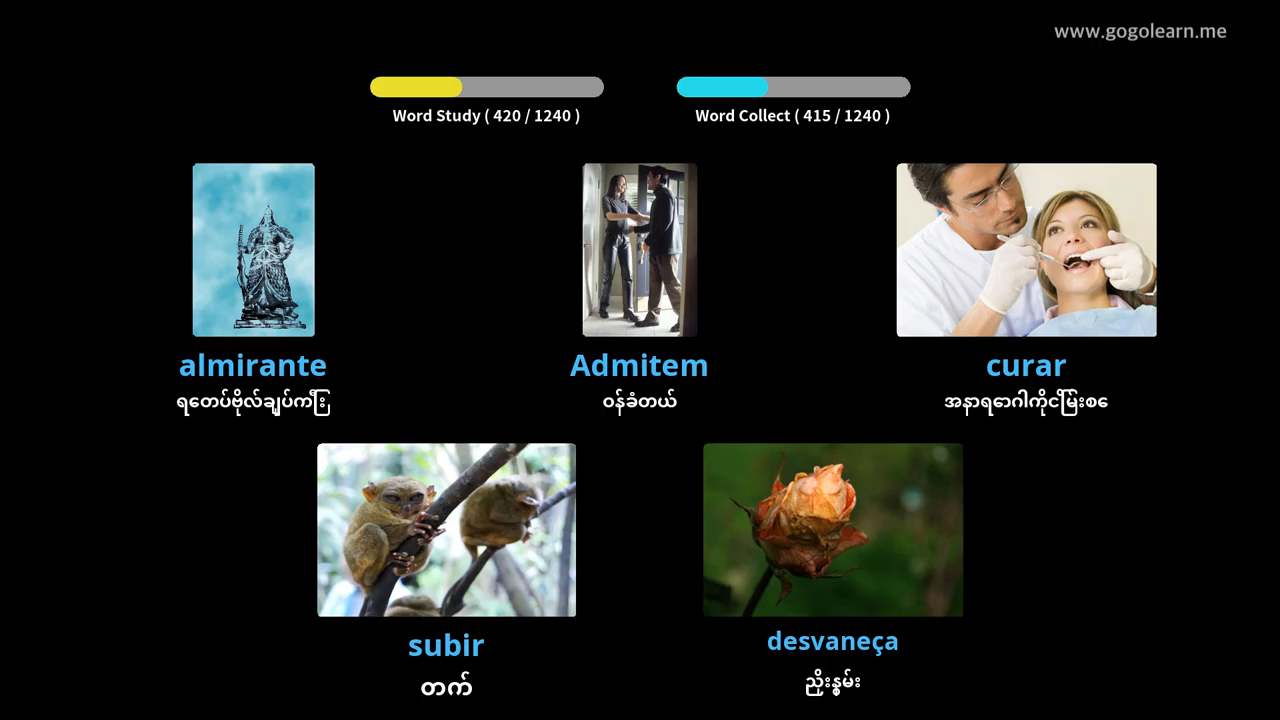 www.gogolearn.me
Word Study ( 420 / 1240 )
Word Collect ( 415 / 1240 )
almirante
ရတေပ်ဗိုလ်ချုပ်ကြီး
Admitem
ဝန်ခံတယ်
curar
အနာရောဂါကိုငြိမ်းစေ
subir
တက်
desvaneça
ညှိုးနွမ်း